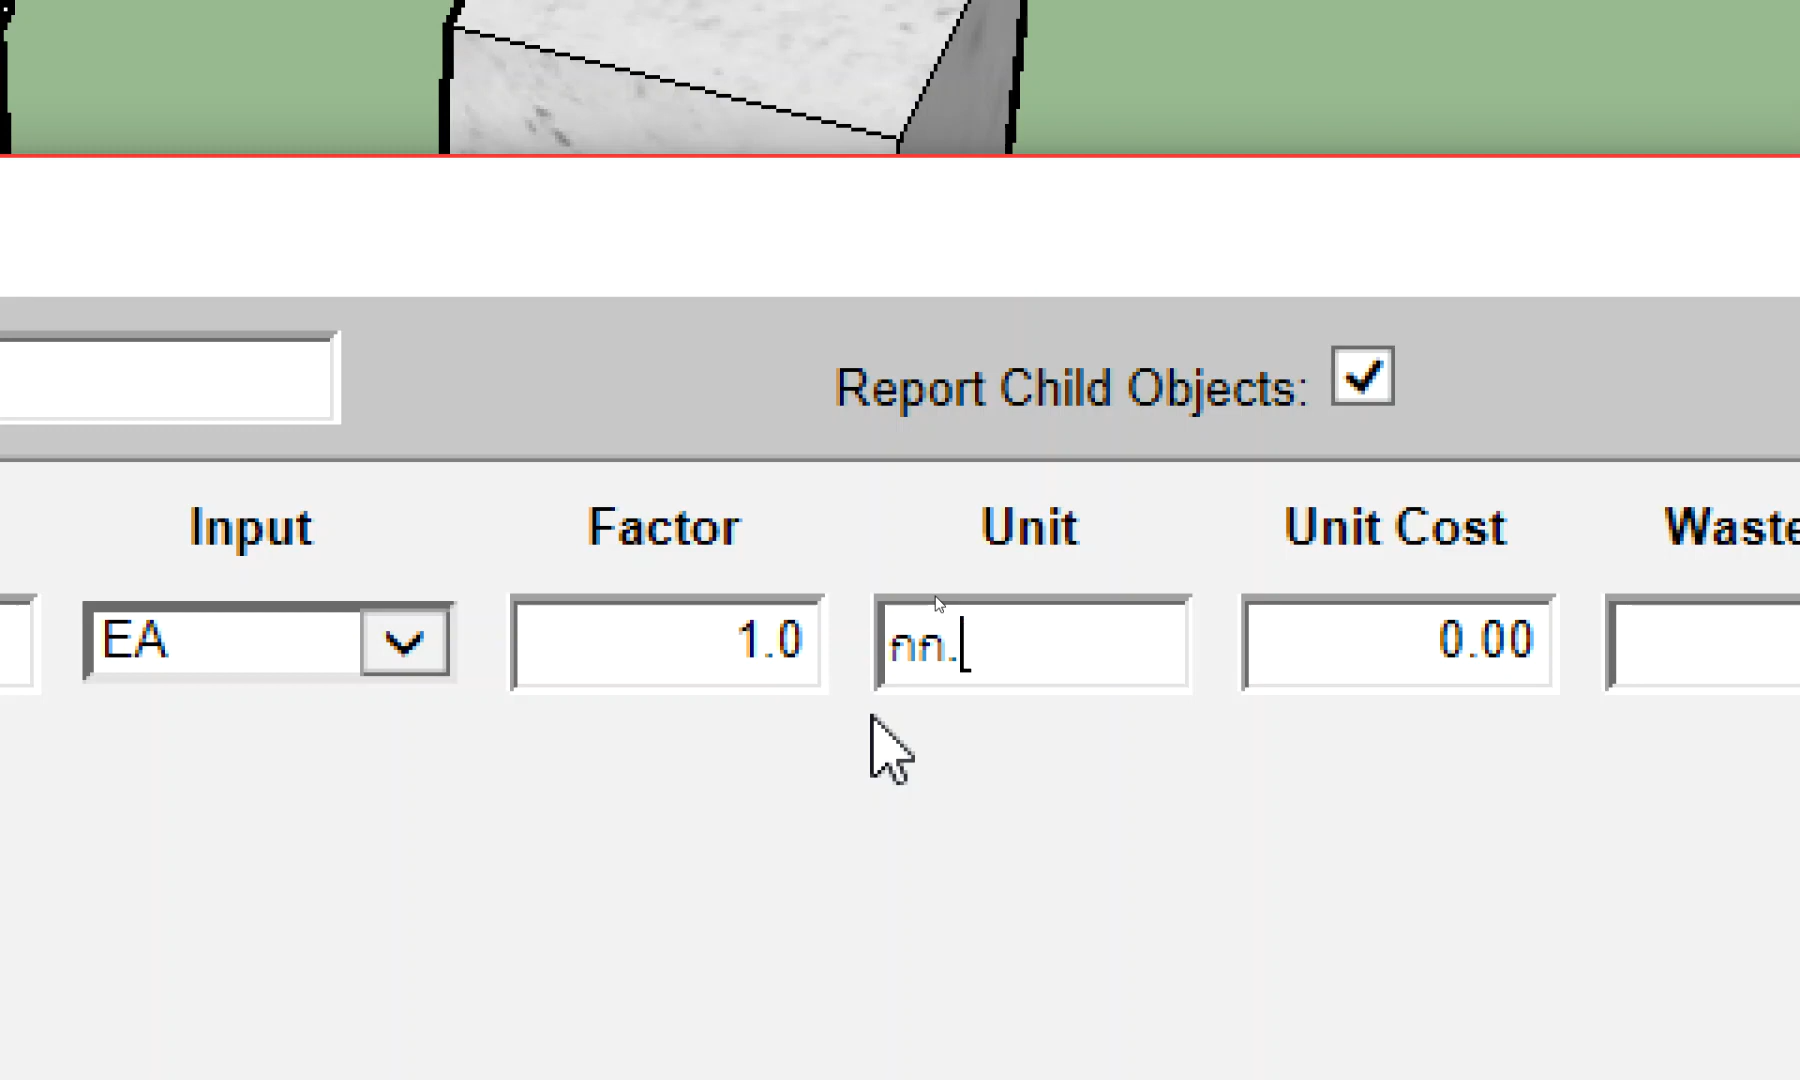 Report Child Objects:
Input Factor Unit Unit Cost Waste
EA 1.0 กก. 0.00